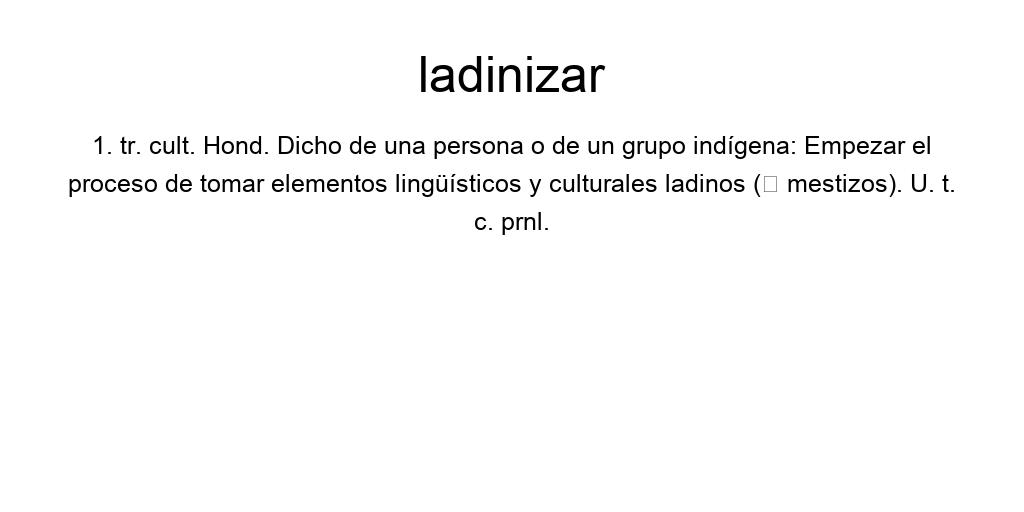 ladinizar
1. tr. cult. Hond. Dicho de una persona o de un grupo indígena: Empezar el
proceso de tomar elementos lingüísticos y culturales ladinos (▯ mestizos). U. t.
c. prnl.